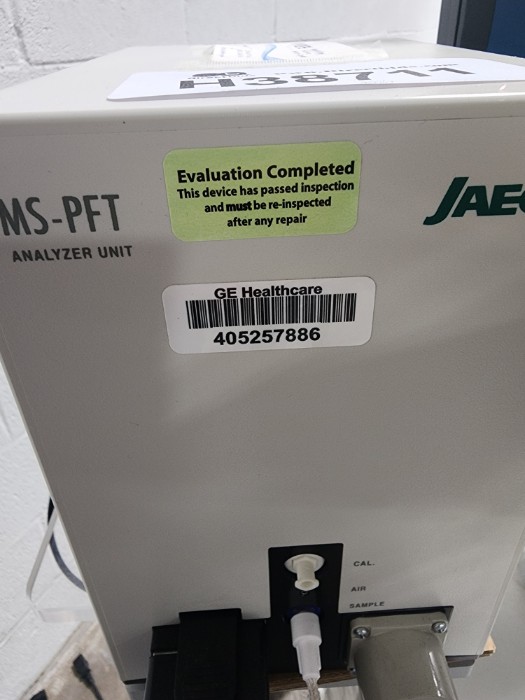 H38711
MS-PFT
ANALYZER UNIT
Evaluation Completed
This device has passed inspection
and must be re-inspected
after any repair
JAE
GE Healthcare
405257886
CAL.
AIR
SAMPLE